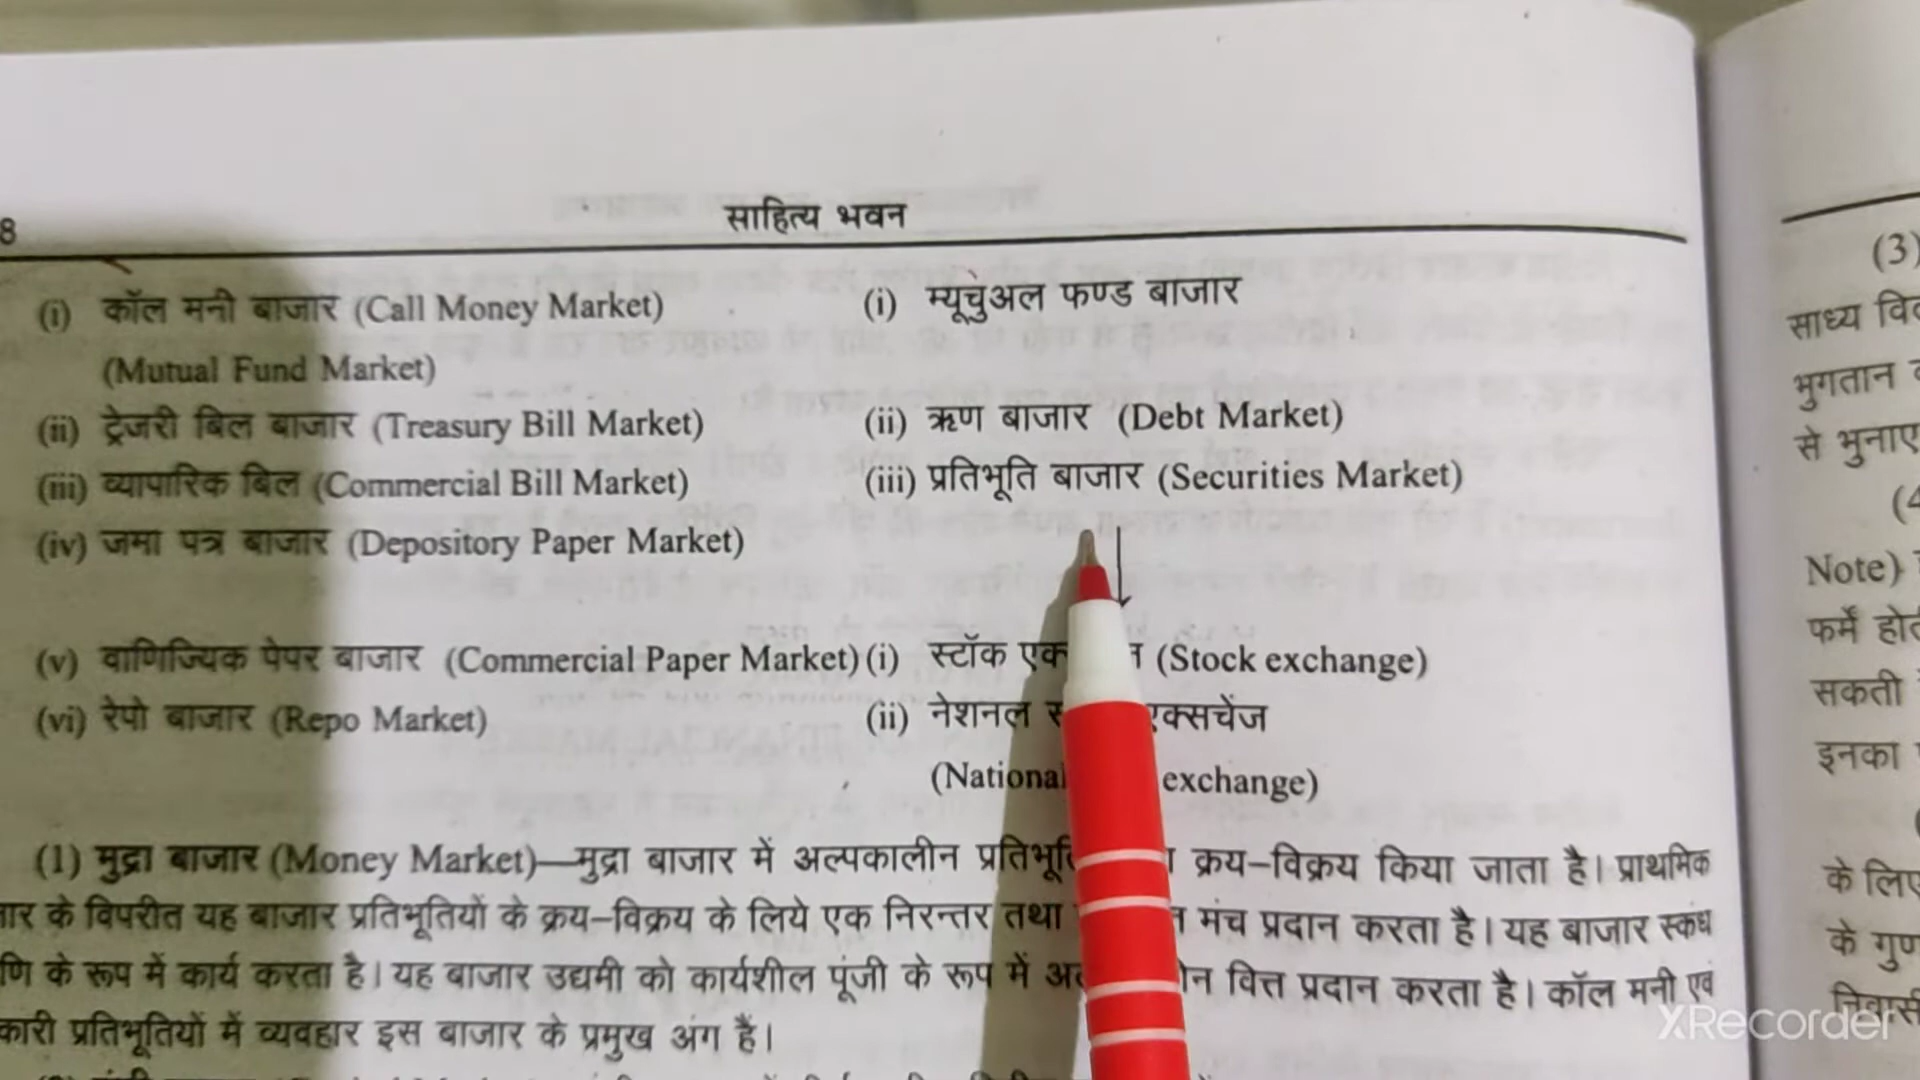 8
साहित्य भवन
(i) कॉल मनी बाजार (Call Money Market) (i) म्यूचुअल फण्ड बाजार
(Mutual Fund Market)
(ii) ट्रेजरी बिल बाजार (Treasury Bill Market) (ii) ऋण बाजार (Debt Market)
(iii) व्यापारिक बिल (Commercial Bill Market) (iii) प्रतिभूति बाजार (Securities Market)
(iv) जमा पत्र बाजार (Depository Paper Market)
(v) वाणिज्यिक पेपर बाजार (Commercial Paper Market) (i) स्टॉक (Stock exchange)
(vi) रेपो बाजार (Repo Market) (ii) नेशनल एक्सचेंज
(National exchange)
(1) मुद्रा बाजार (Money Market)—मुद्रा बाजार में अल्पकालीन क्रय-विक्रय किया जाता है। प्राथमिक
के विपरीत यह बाजार प्रतिभूतियों के क्रय-विक्रय के लिये एक निरन्तर तथा मंच प्रदान करता है। यह बाजार स्कंध
के रूप में कार्य करता है। यह बाजार उद्यमी को कार्यशील पूंजी के रूप में वित्त प्रदान करता है। कॉल मनी एवं
प्रतिभूतियों में व्यवहार इस बाजार के प्रमुख अंग हैं।
(3)
साध्य
भुगतान
से भुनाए
(4
Note)
फर्में
सकती
इनका
के लिए
के गुण
XRecorder